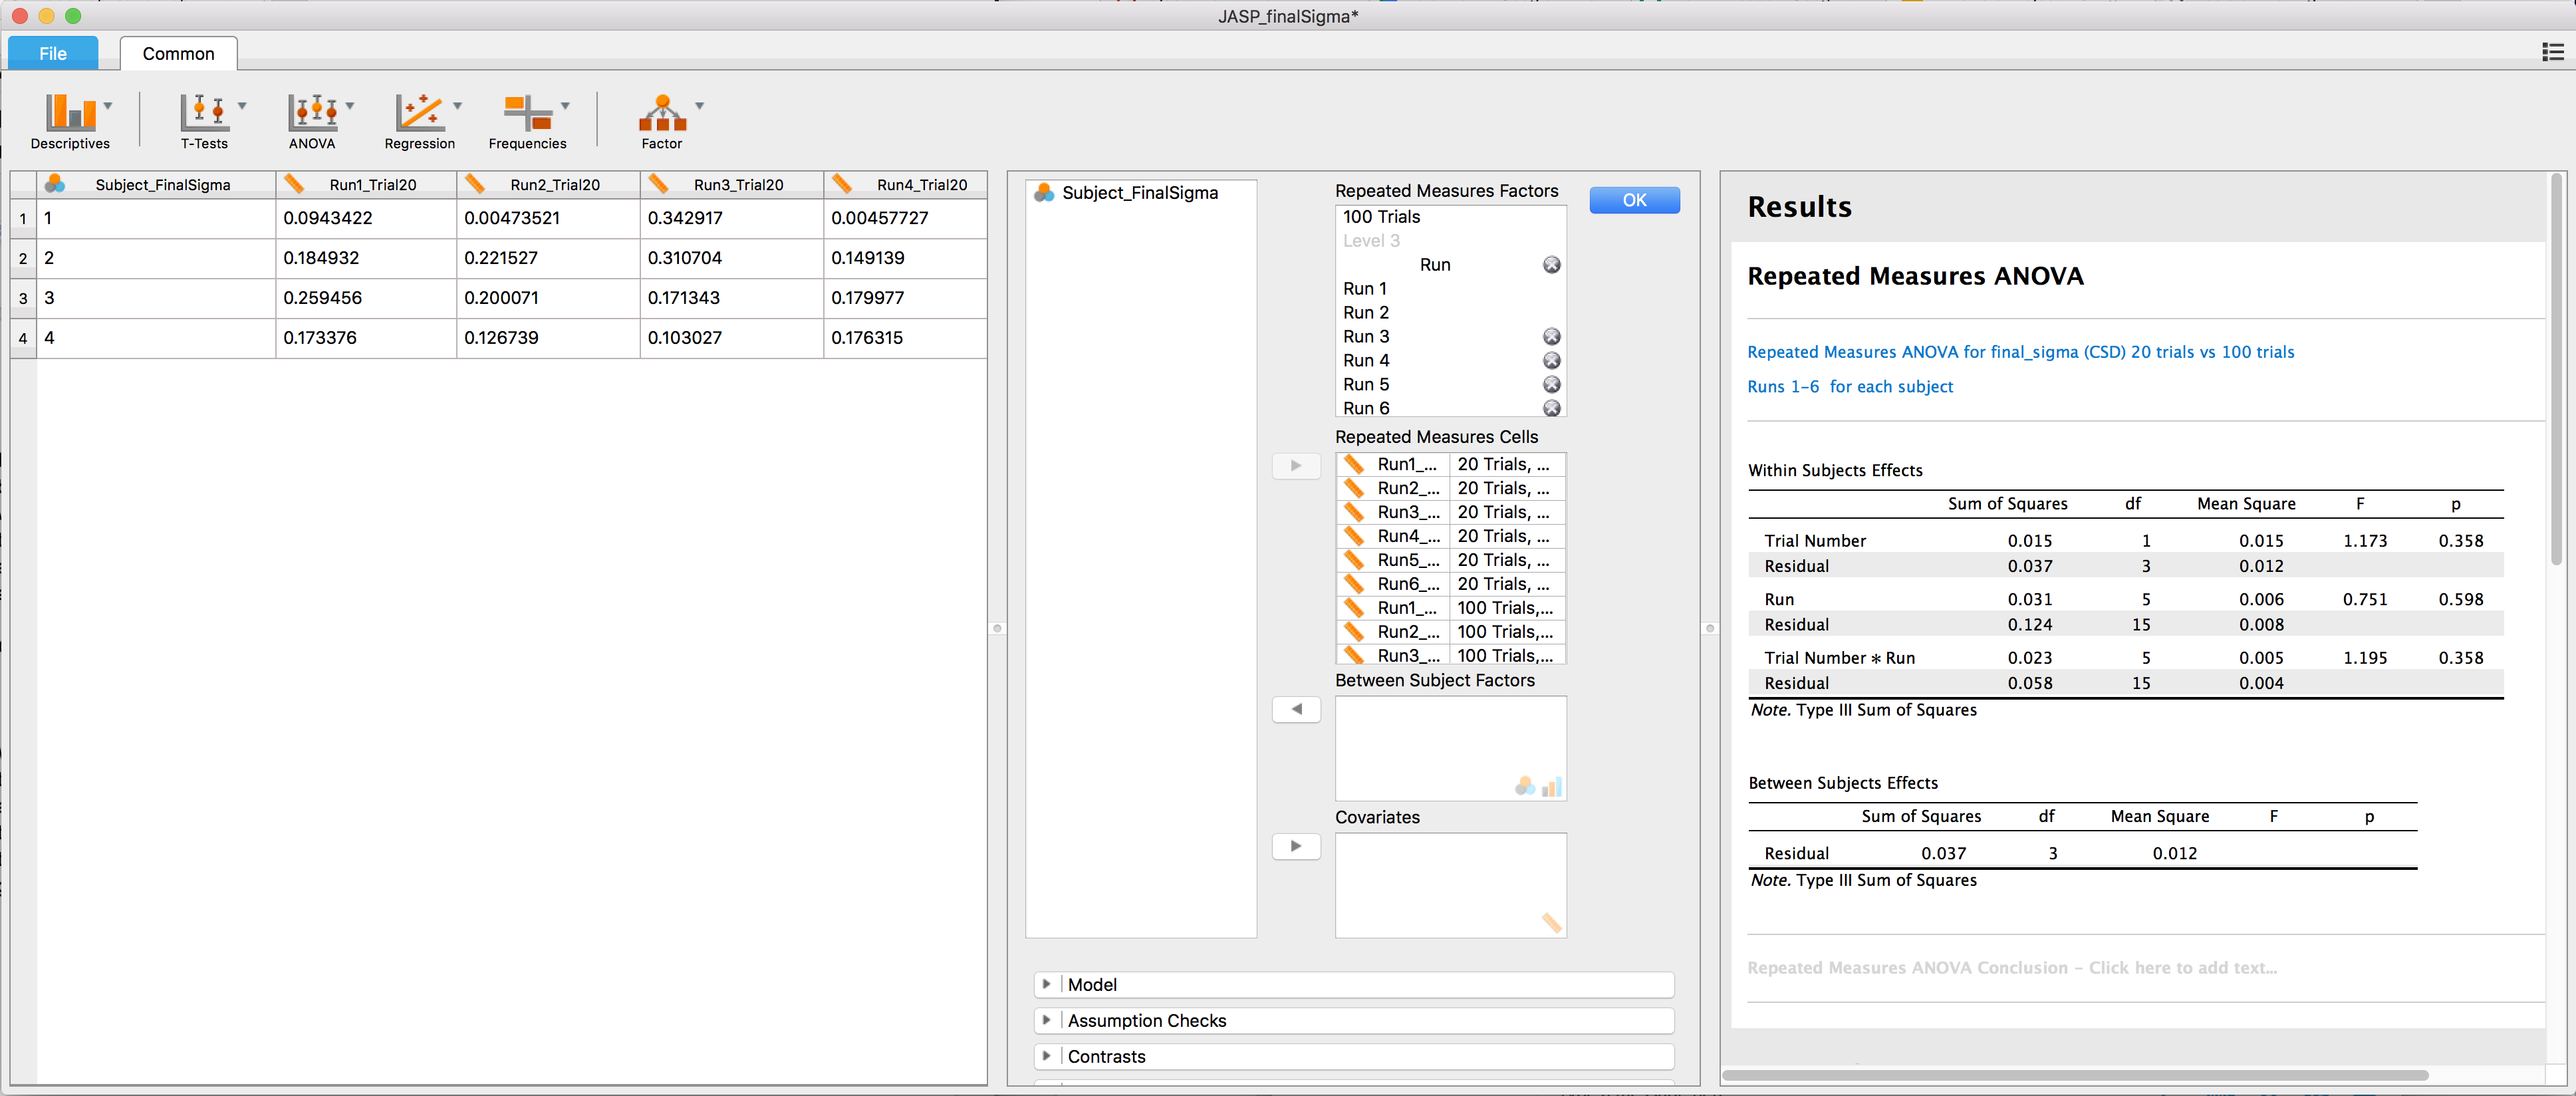 JASP_finalSigma*
File Common
Descriptives T-Tests ANOVA Regression Frequencies Factor
Subject_FinalSigma Run1_Trial20 Run2_Trial20 Run3_Trial20 Run4_Trial20
1 1 0.0943422 0.00473521 0.342917 0.00457727
2 2 0.184932 0.221527 0.310704 0.149139
3 3 0.259456 0.200071 0.171343 0.179977
4 4 0.173376 0.126739 0.103027 0.176315
Subject_FinalSigma
Repeated Measures Factors
OK
100 Trials
Level 3
Run
Run 1
Run 2
Run 3
Run 4
Run 5
Run 6
Repeated Measures Cells
Run1_... 20 Trials, ...
Run2_... 20 Trials, ...
Run3_... 20 Trials, ...
Run4_... 20 Trials, ...
Run5_... 20 Trials, ...
Run6_... 20 Trials, ...
Run1_... 100 Trials,...
Run2_... 100 Trials,...
Run3_... 100 Trials,...
Between Subject Factors
Covariates
Model
Assumption Checks
Contrasts
Results
Repeated Measures ANOVA
Repeated Measures ANOVA for final_sigma (CSD) 20 trials vs 100 trials
Runs 1-6 for each subject
Within Subjects Effects
Sum of Squares df Mean Square F p
Trial Number 0.015 1 0.015 1.173 0.358
Residual 0.037 3 0.012
Run 0.031 5 0.006 0.751 0.598
Residual 0.124 15 0.008
Trial Number * Run 0.023 5 0.005 1.195 0.358
Residual 0.058 15 0.004
Note. Type III Sum of Squares
Between Subjects Effects
Sum of Squares df Mean Square F p
Residual 0.037 3 0.012
Note. Type III Sum of Squares
Repeated Measures ANOVA Conclusion - Click here to add text...